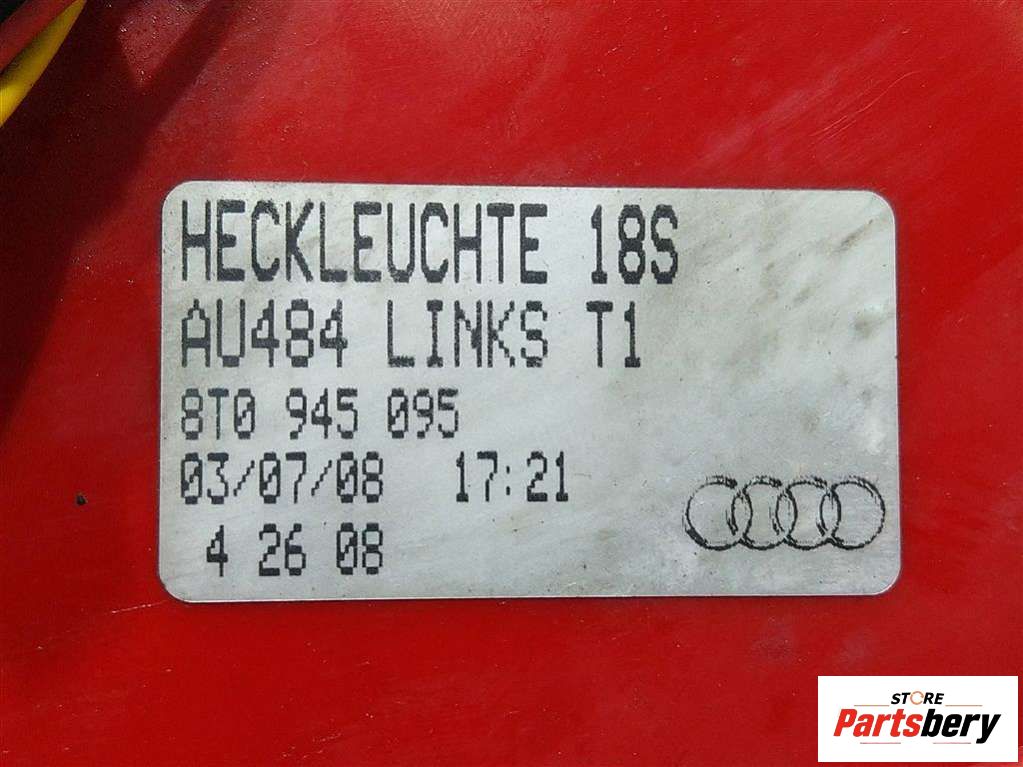 HECKLEUCHTE 18S
AU484 LINKS T1
8T0 945 095
03/07/08 17:21
4 26 08
STORE
Partsbery